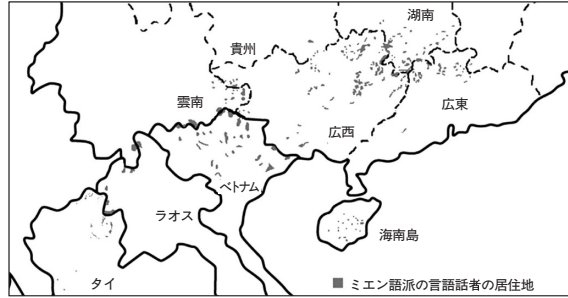 湖南
貴州
雲南
広東
広西
ベトナム
ラオス
海南島
タイ
ミエン語派の言語話者の居住地